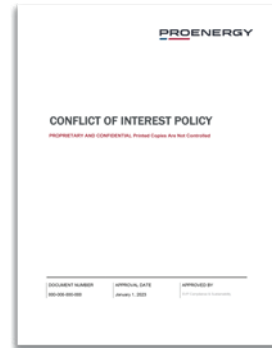 PROENERGY
CONFLICT OF INTEREST POLICY
PROPRIETARY AND CONFIDENTIAL Printed Copies Are Not Controlled
DOCUMENT NUMBER
APPROVAL DATE
APPROVED BY
January 1, 2023